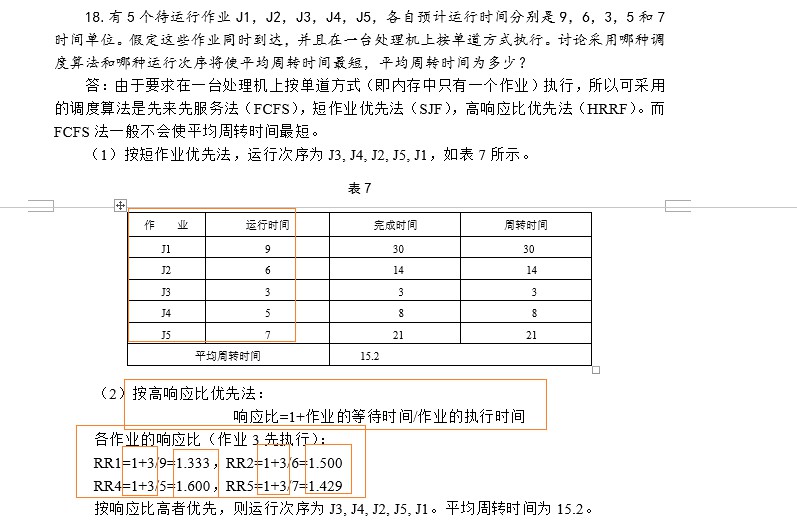 18. 有 5 个待运行作业 J1，J2，J3，J4，J5，各自预计运行时间分别是 9，6，3，5 和 7
时间单位。假定这些作业同时到达，并且在一台处理机上按单道方式执行。讨论采用哪种调
度算法和哪种运行次序将使平均周转时间最短，平均周转时间为多少？
答：由于要求在一台处理机上按单道方式（即内存中只有一个作业）执行，所以可采用
的调度算法是先来先服务法（FCFS），短作业优先法（SJF），高响应比优先法（HRRF）。而
FCFS 法一般不会使平均周转时间最短。
（1）按短作业优先法，运行次序为 J3, J4, J2, J5, J1，如表 7 所示。
表 7
作 业 运行时间 完成时间 周转时间
J1 9 30 30
J2 6 14 14
J3 3 3 3
J4 5 8 8
J5 7 21 21
平均周转时间 15.2
（2）按高响应比优先法：
响应比=1+作业的等待时间/作业的执行时间
各作业的响应比（作业 3 先执行）：
RR1=1+3/9=1.333，RR2=1+3/6=1.500
RR4=1+3/5=1.600，RR5=1+3/7=1.429
按响应比高者优先，则运行次序为 J3, J4, J2, J5, J1。平均周转时间为 15.2。